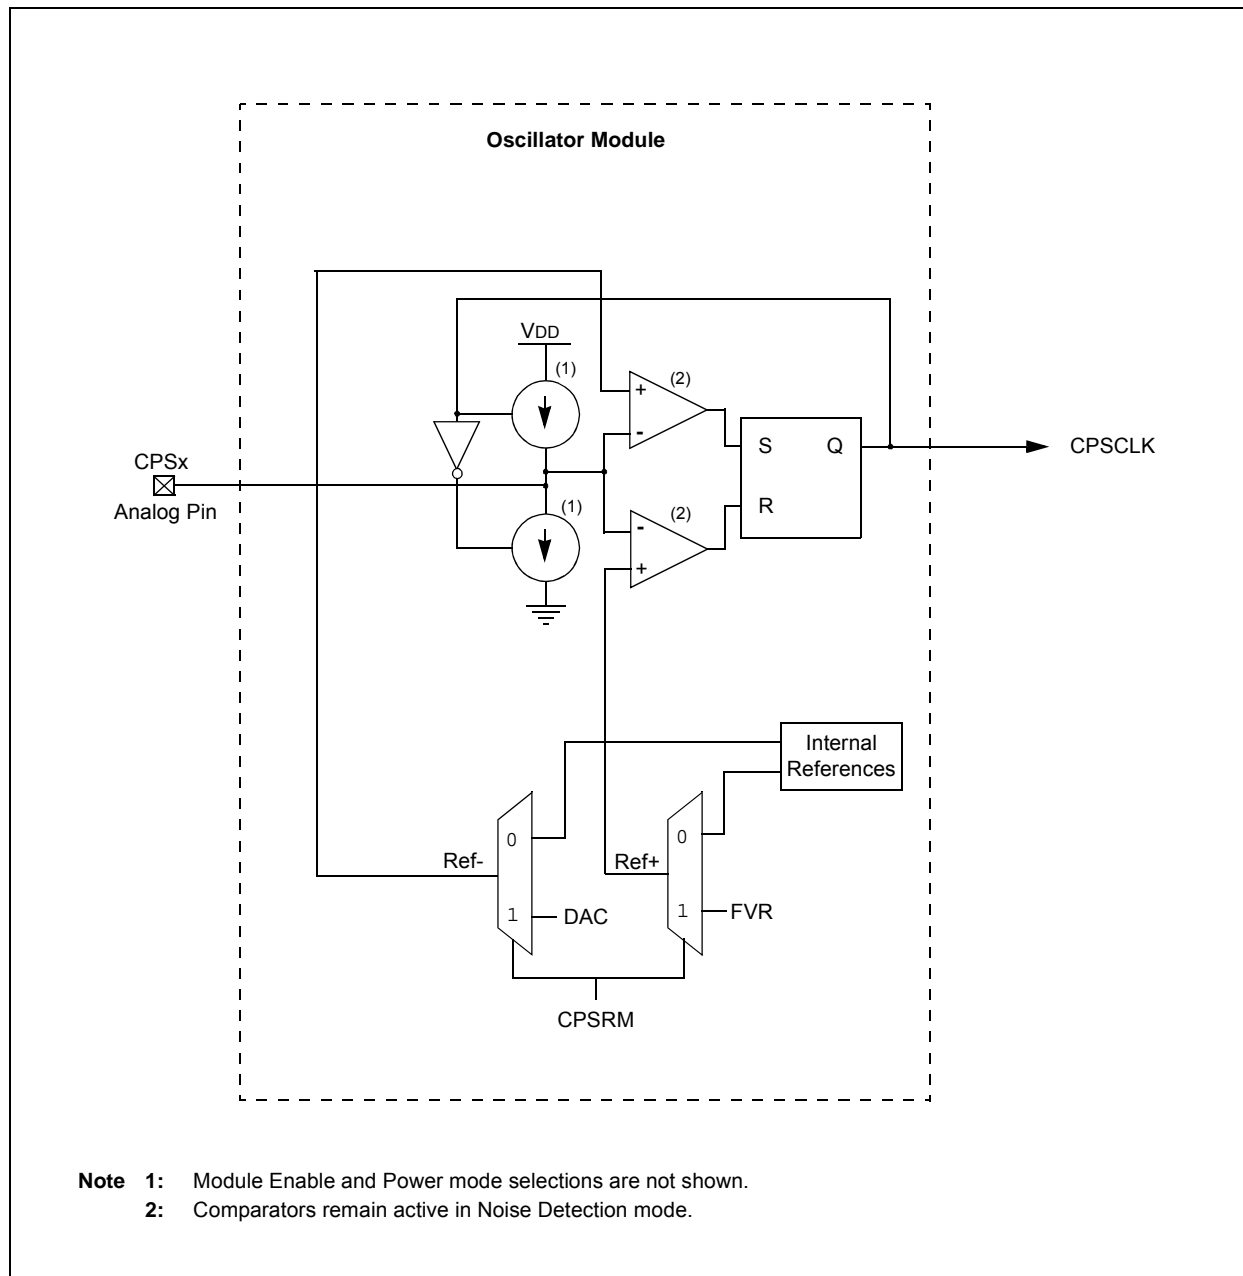 Oscillator Module
VDD
(1)
(2)
+
-
S Q
CPSCLK
CPSx
Analog Pin
(1)
(2)
R
-
+
Internal
References
0
0
Ref-
Ref+
1
DAC
1
FVR
CPSRM
Note 1: Module Enable and Power mode selections are not shown.
2: Comparators remain active in Noise Detection mode.